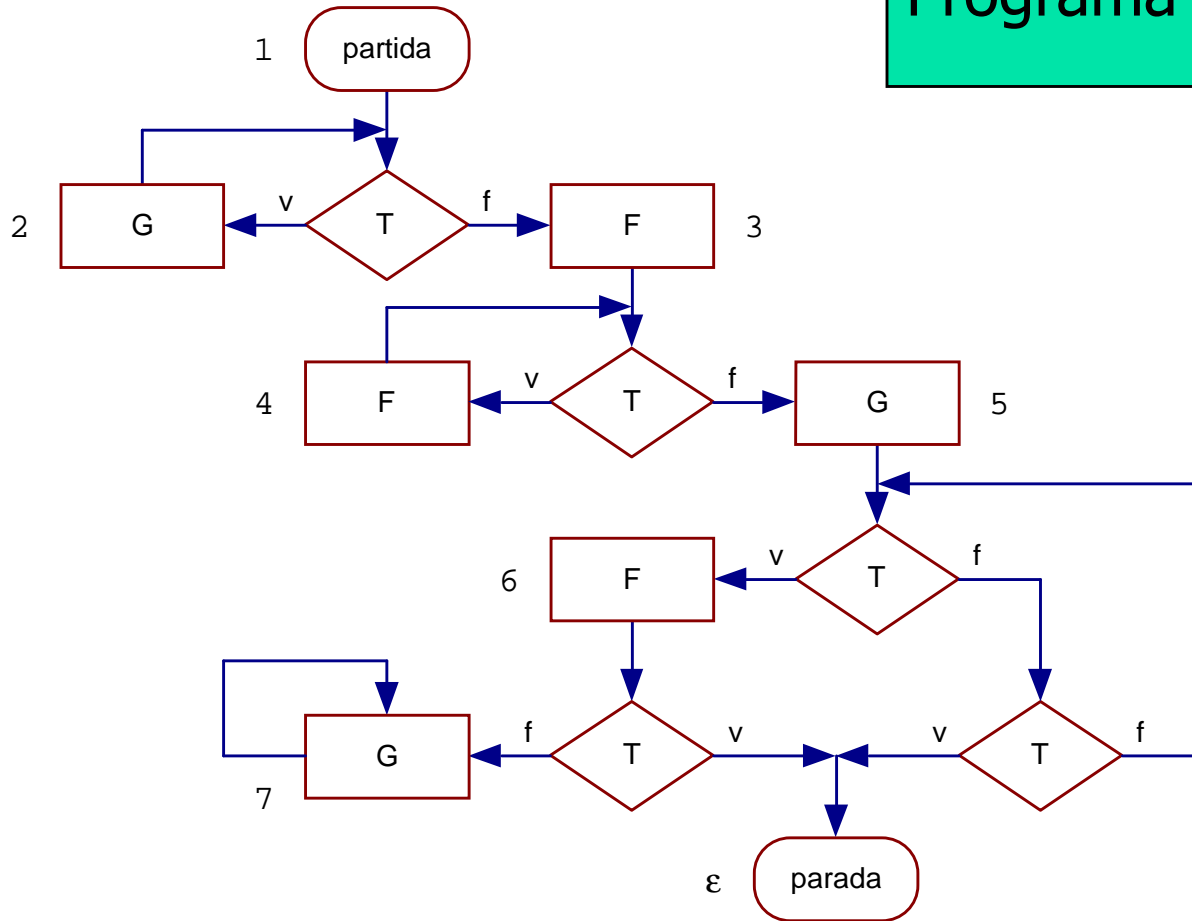 Programa
1 partida
2 G v T f F 3
4 F v T f G 5
6 F v T f
7 G f T v v T f
ε parada